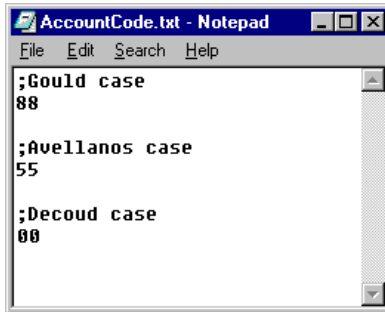 AccountCode.txt - Notepad
File Edit Search Help
;Gould case
88
;Avellanos case
55
;Decoud case
00